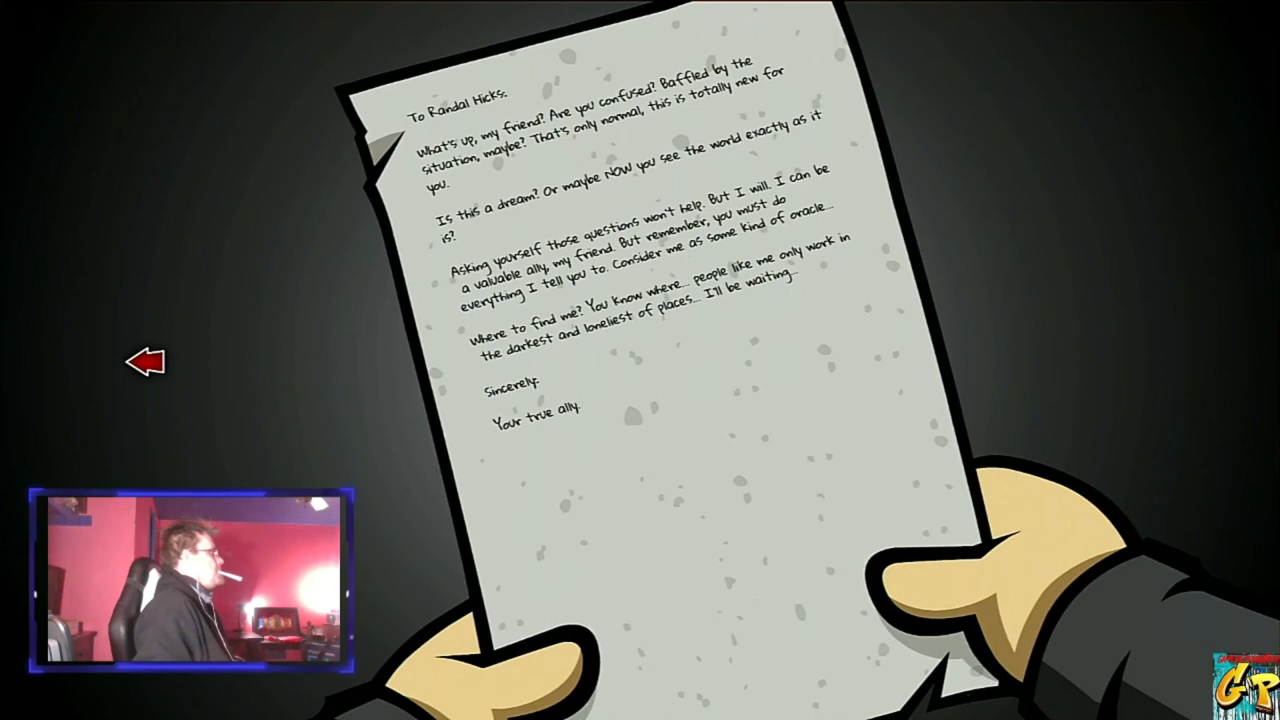 To Randal Hicks:
What's up, my friend? Are you confused? Baffled by the
situation, maybe? That's only normal, this is totally new for
you.
Is this a dream? Or maybe NOW you see the world exactly as it
is?
Asking yourself those questions won't help. But I will. I can be
a valuable ally, my friend. But remember, you must do
everything I tell you to. Consider me as some kind of oracle...
Where to find me? You know where... people like me only work in
the darkest and loneliest of places... I'll be waiting...
Sincerely:
Your true ally.
GP